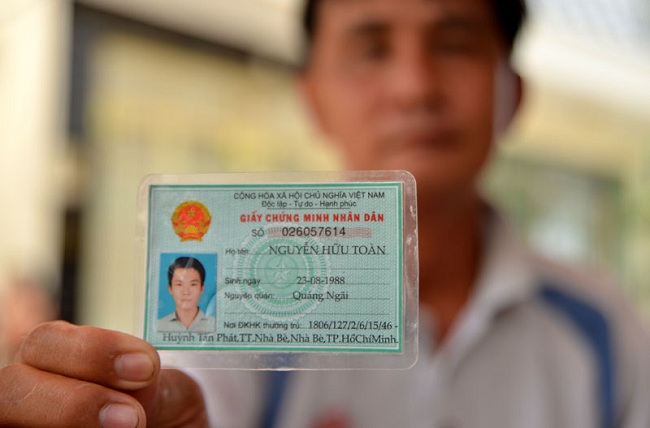 CỘNG HÒA XÃ HỘI CHỦ NGHĨA VIỆT NAM
Độc lập - Tự do - Hạnh phúc
GIẤY CHỨNG MINH NHÂN DÂN
SỐ 026057614
Họ tên: NGUYỄN HỮU TOÀN
Sinh ngày 23-08-1988
Nguyên quán: Quảng Ngãi
Nơi ĐKHK thường trú: 1806/127/2/6/15/46 -
Huỳnh Tấn Phát,TT.Nhà Bè,Nhà Bè,TP.HồChíMinh.